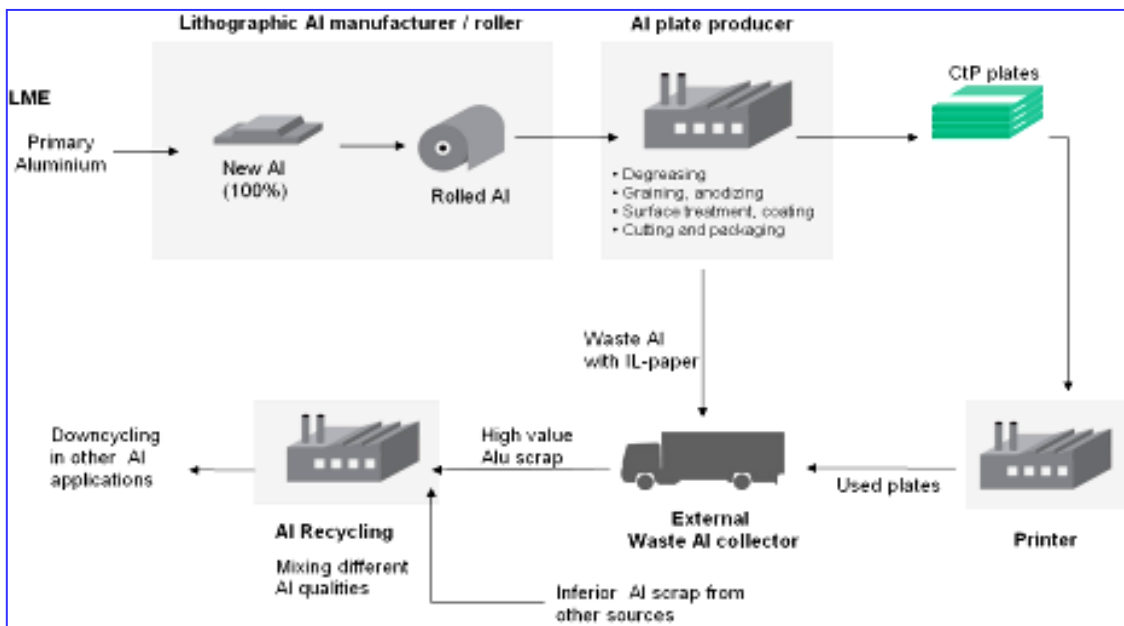 Lithographic Al manufacturer / roller
Al plate producer
CtP plates
LME
Primary
Aluminium
New Al
(100%)
Rolled Al
• Degreasing
• Graining, anodizing
• Surface treatment, coating
• Cutting and packaging
Waste Al
with IL-paper
Downcycling
in other Al
applications
High value
Alu scrap
Used plates
Al Recycling
External
Waste Al collector
Printer
Mixing different
Al qualities
Inferior Al scrap from
other sources